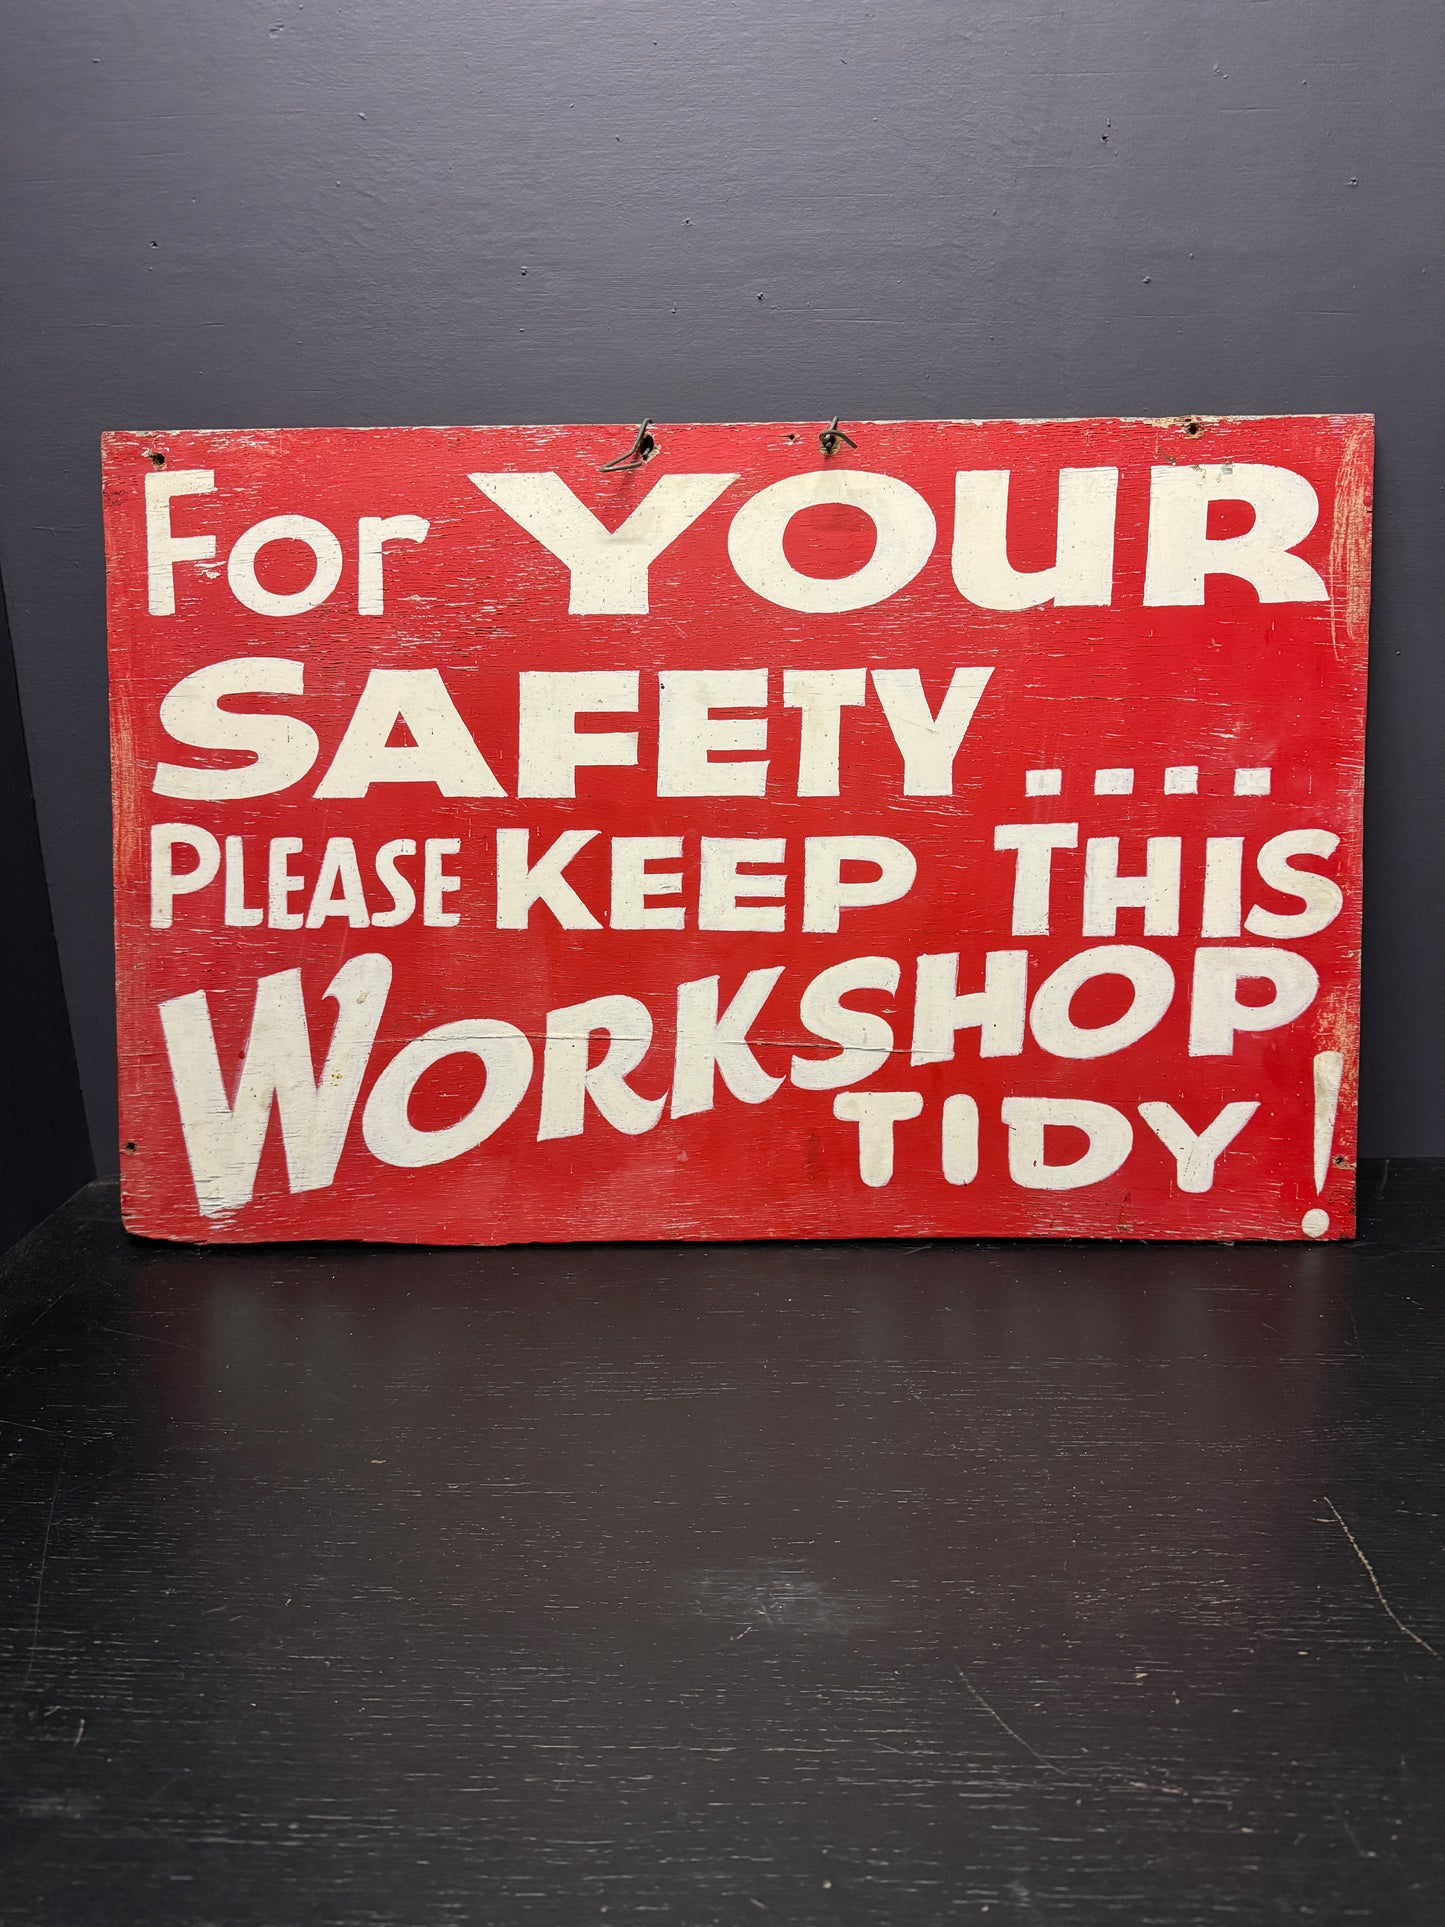 For YOUR
SAFETY ....
PLEASE KEEP THIS
WORKSHOP
TIDY !